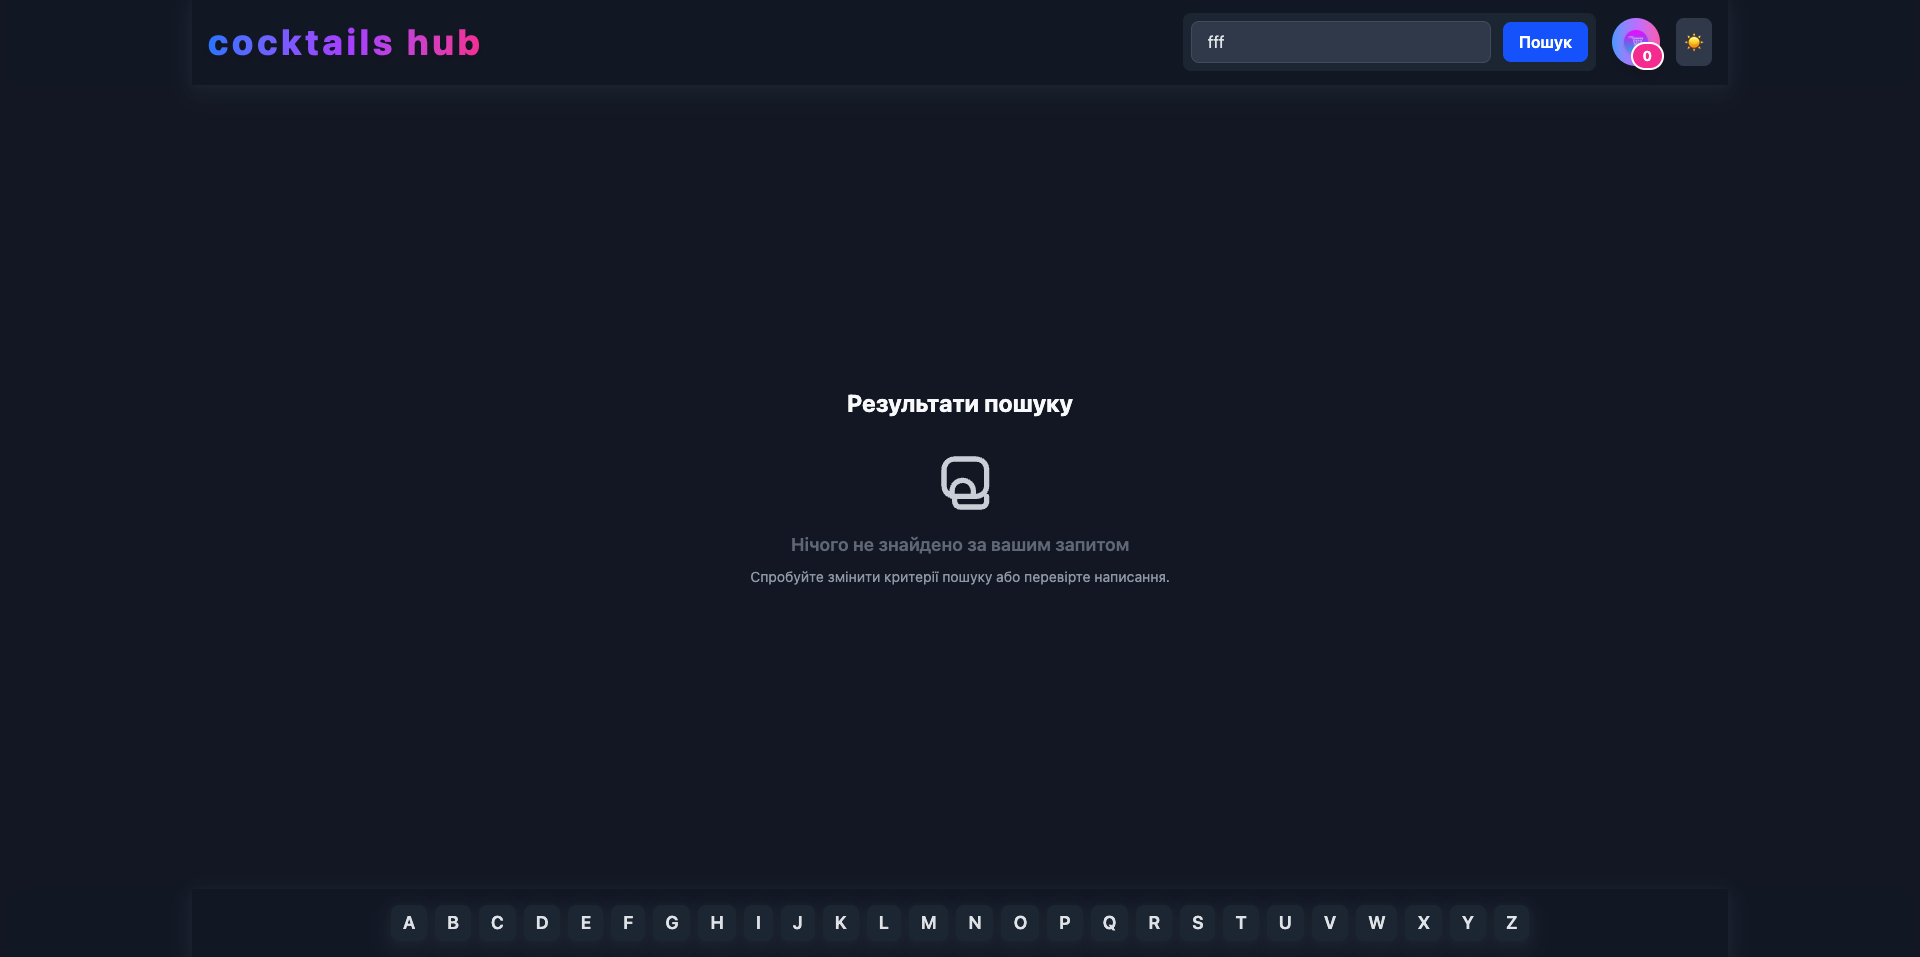 cocktails hub
fff
Пошук
0
Результати пошуку
Нічого не знайдено за вашим запитом
Спробуйте змінити критерії пошуку або перевірте написання.
A B C D E F G H I J K L M N O P Q R S T U V W X Y Z